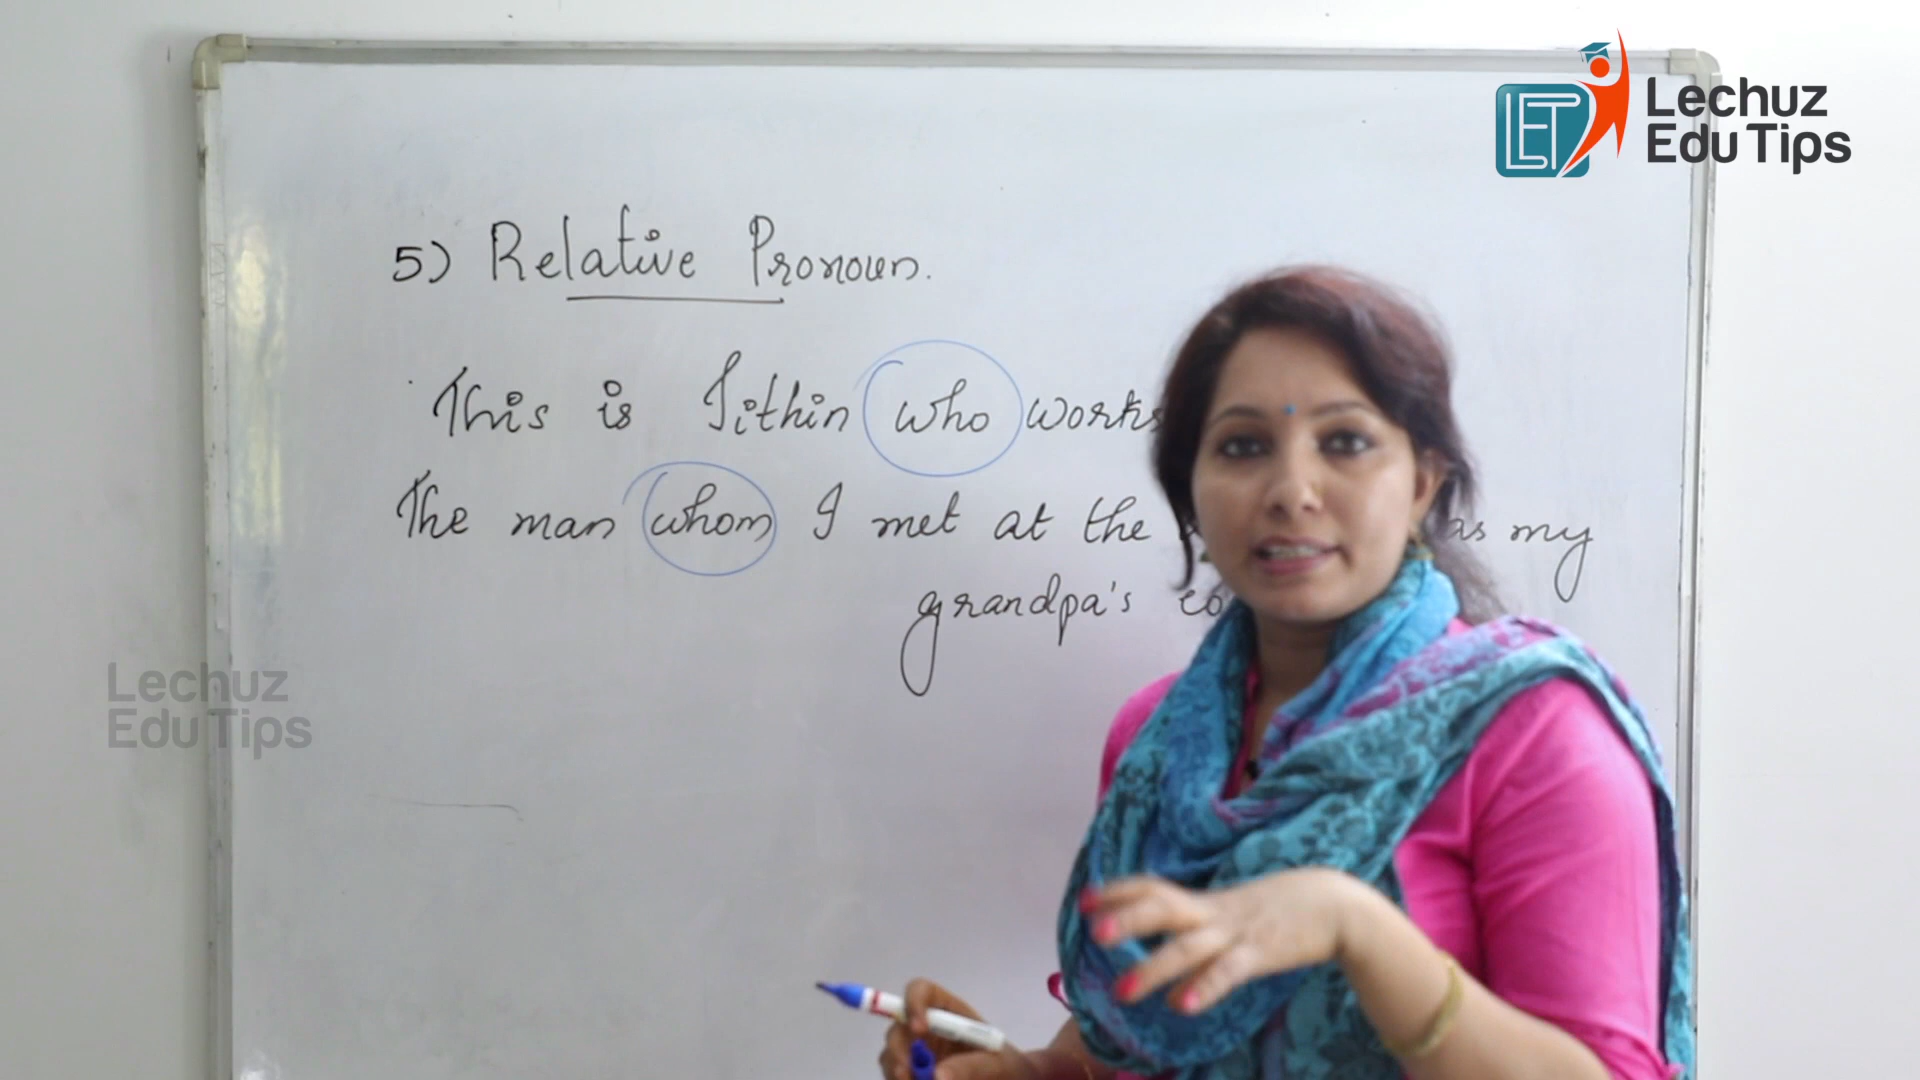 Lechuz
Edu Tips
5) Relative Pronoun.
This is Jithin who works
The man whom I met at the as my
grandpa's
Lechuz
Edu Tips